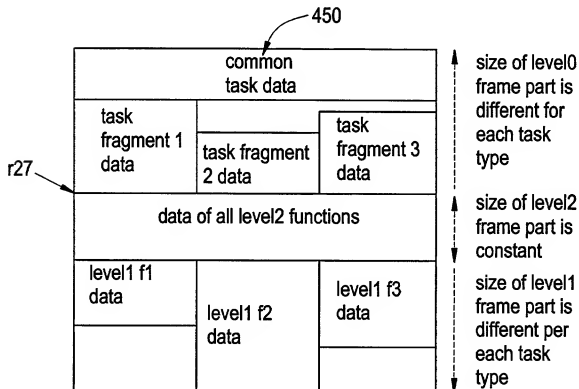 450
common
task data
size of level0
frame part is
different for
each task
type
task
fragment 1
data
task fragment
2 data
task
fragment 3
data
r27
data of all level2 functions
size of level2
frame part is
constant
level1 f1
data
level1 f2
data
level1 f3
data
size of level1
frame part is
different per
each task
type